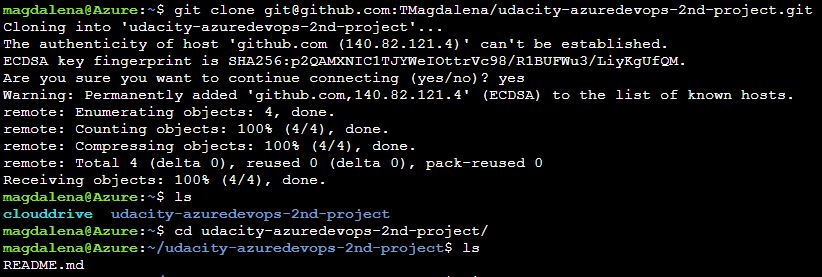 magdalena@Azure:~$ git clone git@github.com:TMagdalena/udacity-azuredevops-2nd-project.git
Cloning into 'udacity-azuredevops-2nd-project'...
The authenticity of host 'github.com (140.82.121.4)' can't be established.
ECDSA key fingerprint is SHA256:p2QAMXNIC1TJYWeIOttrVc98/R1BUFWu3/LiyKgUfQM.
Are you sure you want to continue connecting (yes/no)? yes
Warning: Permanently added 'github.com,140.82.121.4' (ECDSA) to the list of known hosts.
remote: Enumerating objects: 4, done.
remote: Counting objects: 100% (4/4), done.
remote: Compressing objects: 100% (4/4), done.
remote: Total 4 (delta 0), reused 0 (delta 0), pack-reused 0
Receiving objects: 100% (4/4), done.
magdalena@Azure:~$ ls
clouddrive  udacity-azuredevops-2nd-project
magdalena@Azure:~$ cd udacity-azuredevops-2nd-project/
magdalena@Azure:~/udacity-azuredevops-2nd-project$ ls
README.md